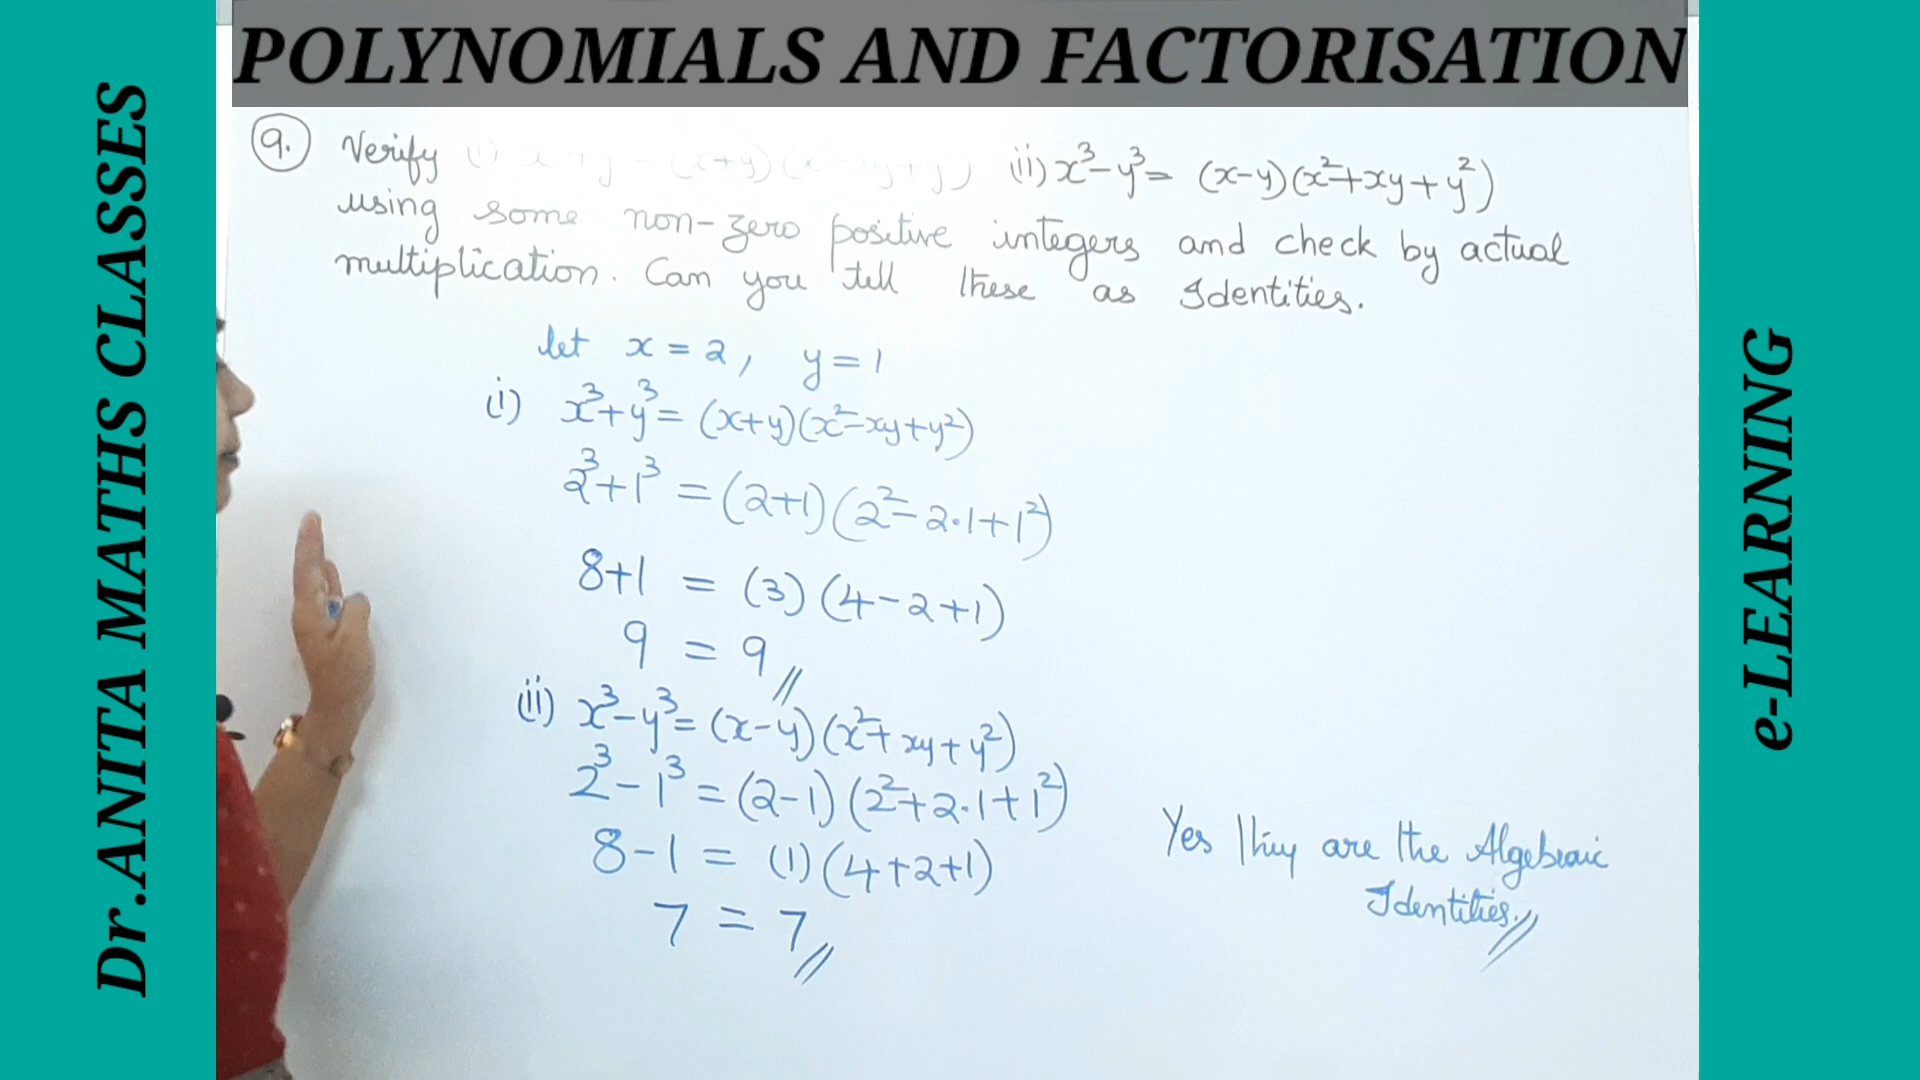 POLYNOMIALS AND FACTORISATION
Dr.ANITA MATHS CLASSES
9. Verify (i) (x+y) (ii) x³-y³= (x-y)(x²+xy+y²)
using some non-zero positive integers and check by actual
multiplication. Can you tell these as Identities.
let x = 2, y = 1
(i) x³+y³= (x+y)(x²-xy+y²)
2³+1³ = (2+1)(2²-2·1+1²)
8+1 = (3)(4-2+1)
9 = 9//
(ii) x³-y³= (x-y)(x²+xy+y²)
2³-1³ = (2-1)(2²+2·1+1²)
8-1 = (1)(4+2+1)
7 = 7//
Yes they are the Algebraic
Identities//
e-LEARNING